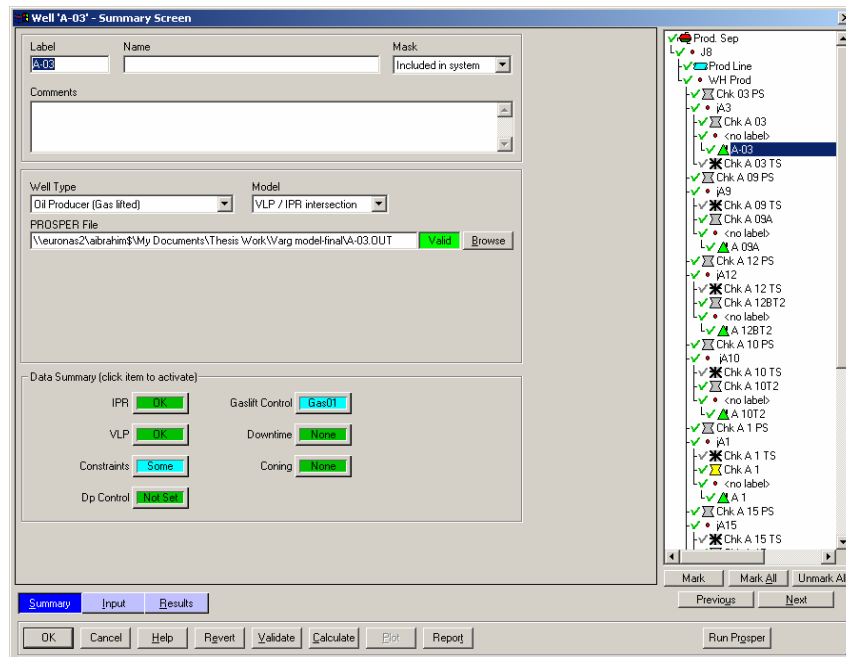 Well 'A-03' - Summary Screen
Label Name Mask
A-03 Included in system
Comments
Well Type Model
Oil Producer (Gas lifted) VLP / IPR intersection
PROSPER File
\\euronas2\aibrahim$\My Documents\Thesis Work\Varg model-final\A-03.OUT Valid Browse
Data Summary (click item to activate)
IPR OK Gaslift Control Gas01
VLP OK Downtime None
Constraints Some Coning None
Dp Control Not Set
Summary Input Results
OK Cancel Help Revert Validate Calculate Plot Report
Prod. Sep
J8
Prod Line
WH Prod
Chk 03 PS
jA3
Chk A 03
<no label>
A-03
Chk A 03 TS
Chk A 09 PS
jA9
Chk A 09 TS
Chk A 09A
<no label>
A 09A
Chk A 12 PS
jA12
Chk A 12 TS
Chk A 12BT2
<no label>
A 12BT2
Chk A 10 PS
jA10
Chk A 10 TS
Chk A 10T2
<no label>
A 10T2
Chk A 1 PS
jA1
Chk A 1 TS
Chk A 1
<no label>
A 1
Chk A 15 PS
jA15
Chk A 15 TS
Mark Mark All Unmark All
Previous Next
Run Prosper